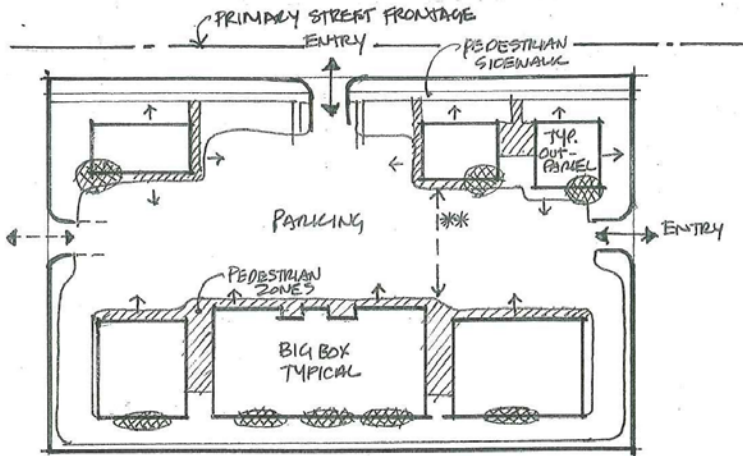 PRIMARY STREET FRONTAGE
ENTRY
PEDESTRIAN
SIDEWALK
TYP.
OUT-
PARCEL
PARKING
**
ENTRY
PEDESTRIAN
ZONES
BIG BOX
TYPICAL